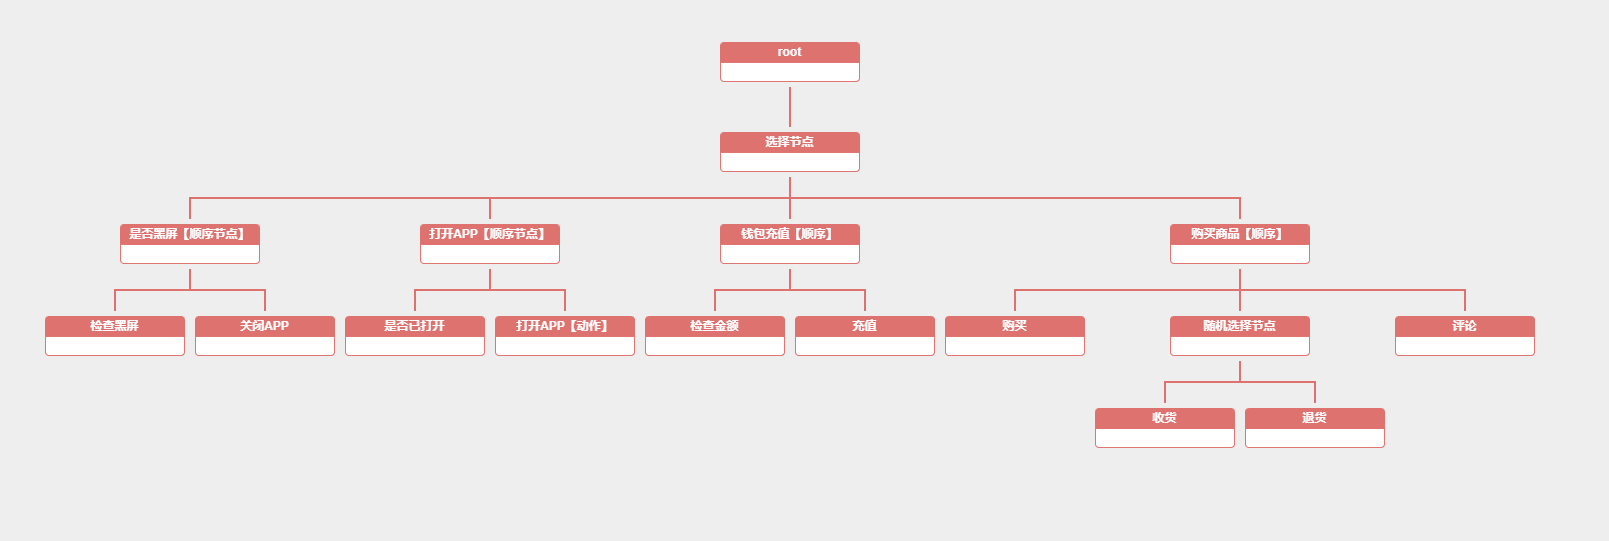 root
选择节点
是否黑屏【顺序节点】
打开APP【顺序节点】
钱包充值【顺序】
购买商品【顺序】
检查黑屏
关闭APP
是否已打开
打开APP【动作】
检查金额
充值
购买
随机选择节点
评论
收货
退货